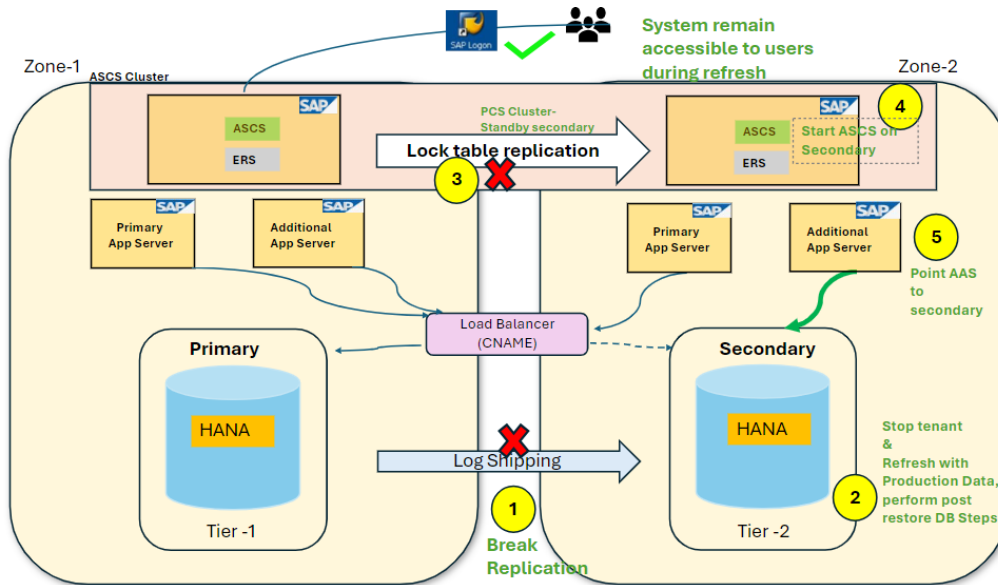 SAP Logon
System remain
accessible to users
during refresh
Zone-1
Zone-2
ASCS Cluster
SAP
ASCS
ERS
PCS Cluster-
Standby secondary
Lock table replication
3
SAP
ASCS
ERS
4
Start ASCS on
Secondary
SAP
Primary
App Server
SAP
Additional
App Server
SAP
Primary
App Server
SAP
Additional
App Server
5
Point AAS
to
secondary
Load Balancer
(CNAME)
Primary
HANA
Tier -1
Secondary
HANA
Tier -2
Log Shipping
1
Break
Replication
2
Stop tenant
&
Refresh with
Production Data,
perform post
restore DB Steps